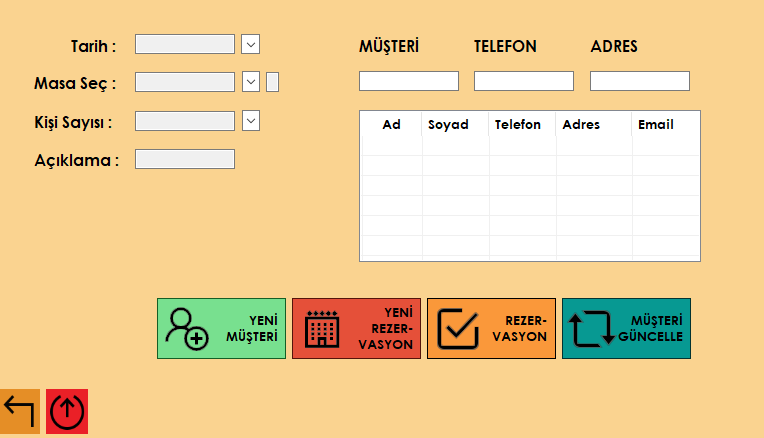 Tarih :
Masa Seç :
Kişi Sayısı :
Açıklama :
MÜŞTERİ TELEFON ADRES
Ad Soyad Telefon Adres Email
YENİ
MÜŞTERİ
YENİ
REZER-
VASYON
REZER-
VASYON
MÜŞTERİ
GÜNCELLE